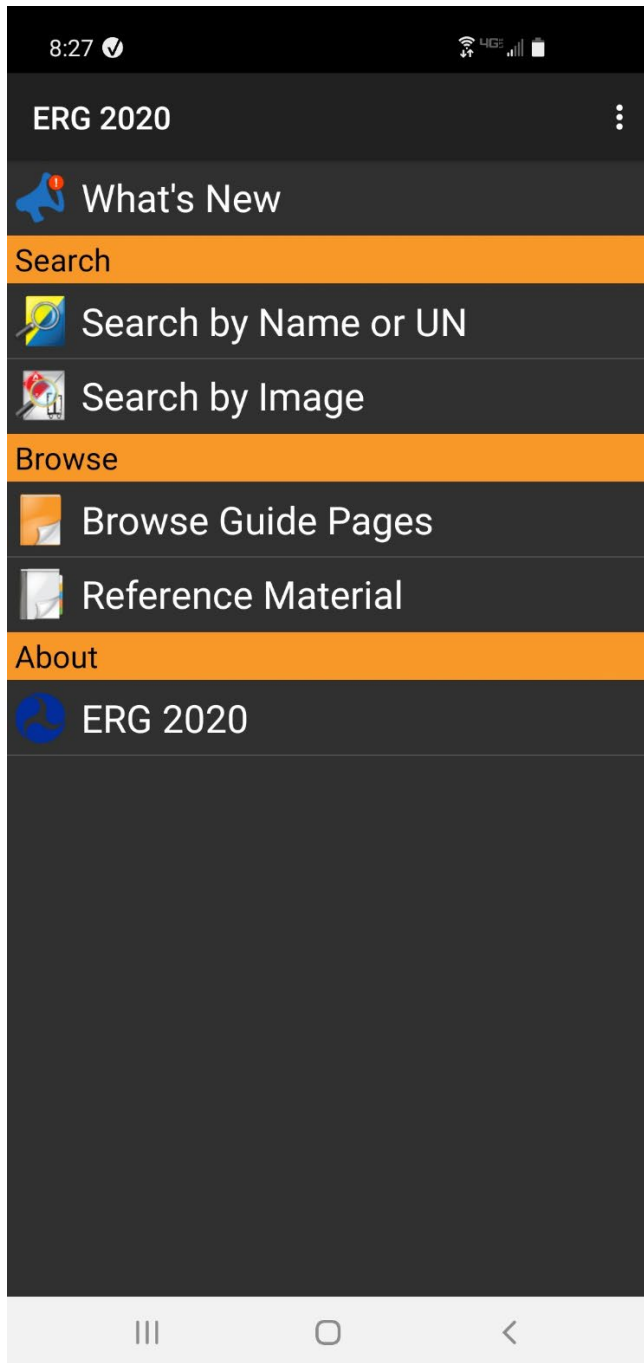 8:27
4GE
ERG 2020
What's New
Search
Search by Name or UN
Search by Image
Browse
Browse Guide Pages
Reference Material
About
ERG 2020